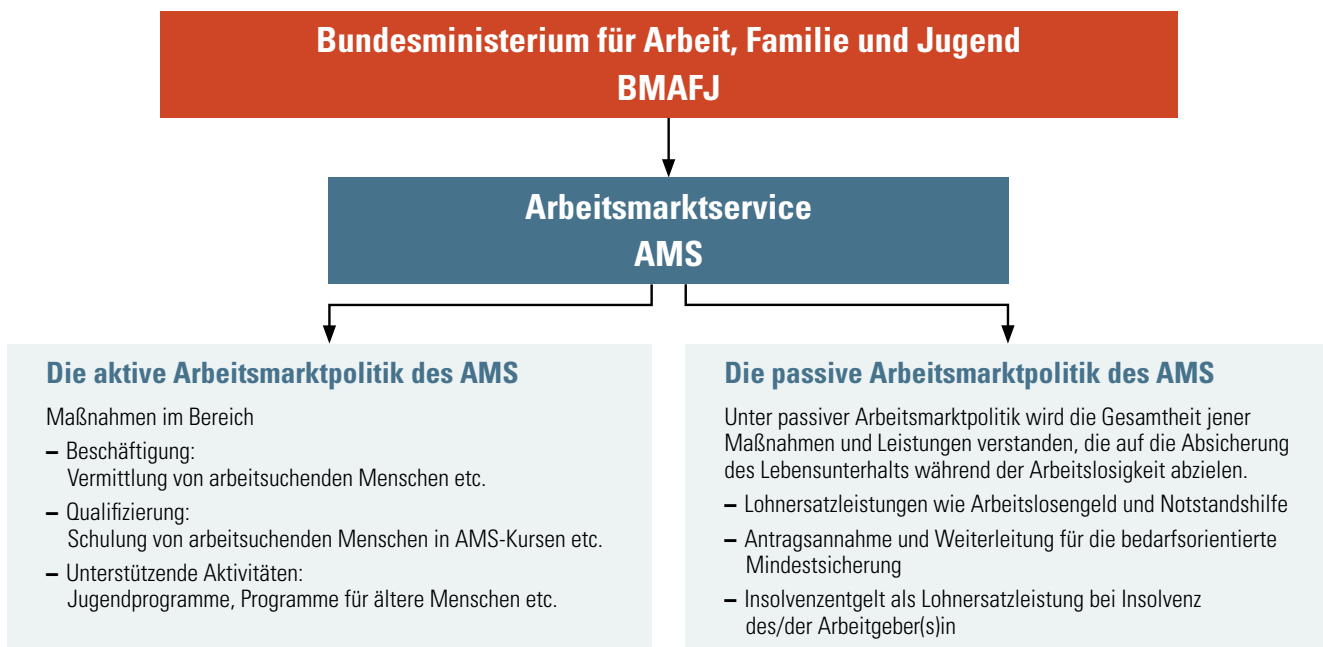 Bundesministerium für Arbeit, Familie und Jugend
BMAFJ
Arbeitsmarktservice
AMS
Die aktive Arbeitsmarktpolitik des AMS
Maßnahmen im Bereich
– Beschäftigung:
Vermittlung von arbeitsuchenden Menschen etc.
– Qualifizierung:
Schulung von arbeitsuchenden Menschen in AMS-Kursen etc.
– Unterstützende Aktivitäten:
Jugendprogramme, Programme für ältere Menschen etc.
Die passive Arbeitsmarktpolitik des AMS
Unter passiver Arbeitsmarktpolitik wird die Gesamtheit jener
Maßnahmen und Leistungen verstanden, die auf die Absicherung
des Lebensunterhalts während der Arbeitslosigkeit abzielen.
– Lohnersatzleistungen wie Arbeitslosengeld und Notstandshilfe
– Antragsannahme und Weiterleitung für die bedarfsorientierte
Mindestsicherung
– Insolvenzentgelt als Lohnersatzleistung bei Insolvenz
des/der Arbeitgeber(s)in